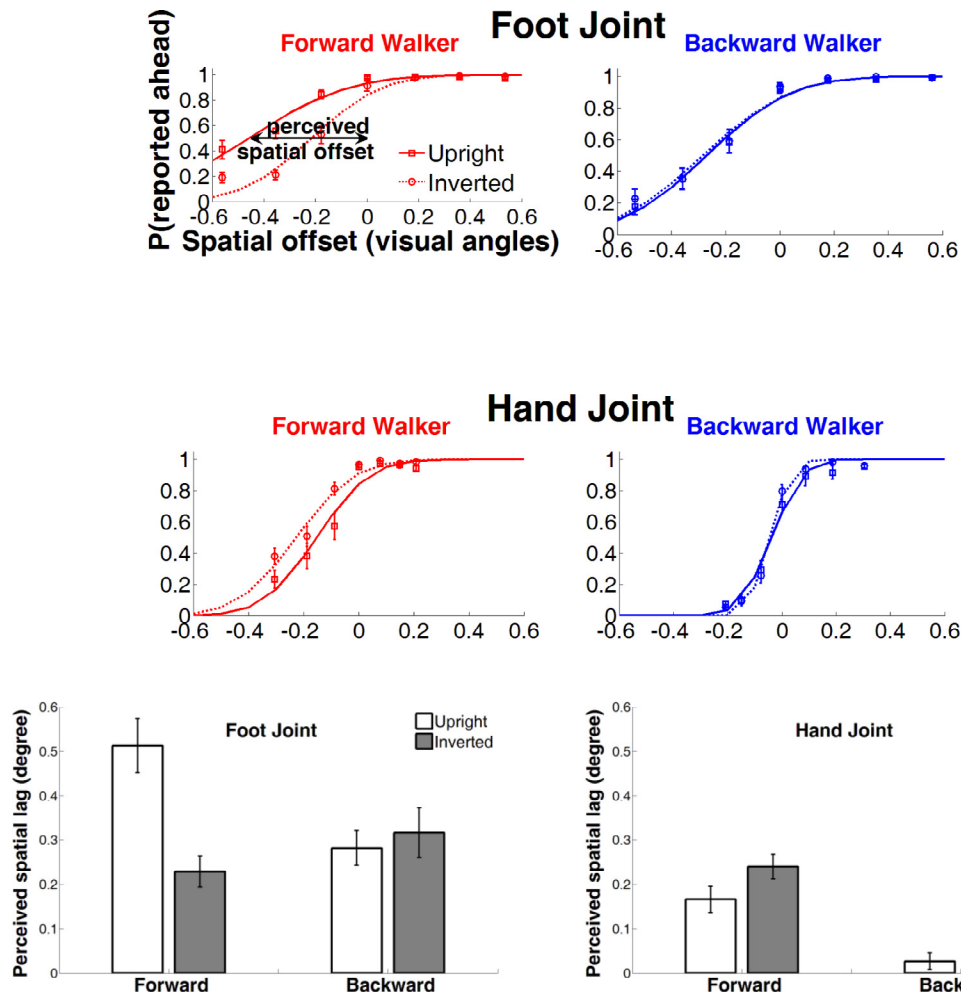 Foot Joint
Forward Walker
Backward Walker
P(reported ahead)
1
0.8
0.6
0.4
0.2
0
perceived
spatial offset
Upright
Inverted
-0.6 -0.4 -0.2 0 0.2 0.4 0.6
Spatial offset (visual angles)
1
0.8
0.6
0.4
0.2
0
-0.6 -0.4 -0.2 0 0.2 0.4 0.6
Hand Joint
Forward Walker
Backward Walker
1
0.8
0.6
0.4
0.2
0
-0.6 -0.4 -0.2 0 0.2 0.4 0.6
1
0.8
0.6
0.4
0.2
0
-0.6 -0.4 -0.2 0 0.2 0.4 0.6
Perceived spatial lag (degree)
0.6
0.5
0.4
0.3
0.2
0.1
0
Foot Joint
Upright
Inverted
Forward Backward
Perceived spatial lag (degree)
0.6
0.5
0.4
0.3
0.2
0.1
0
Hand Joint
Forward Back